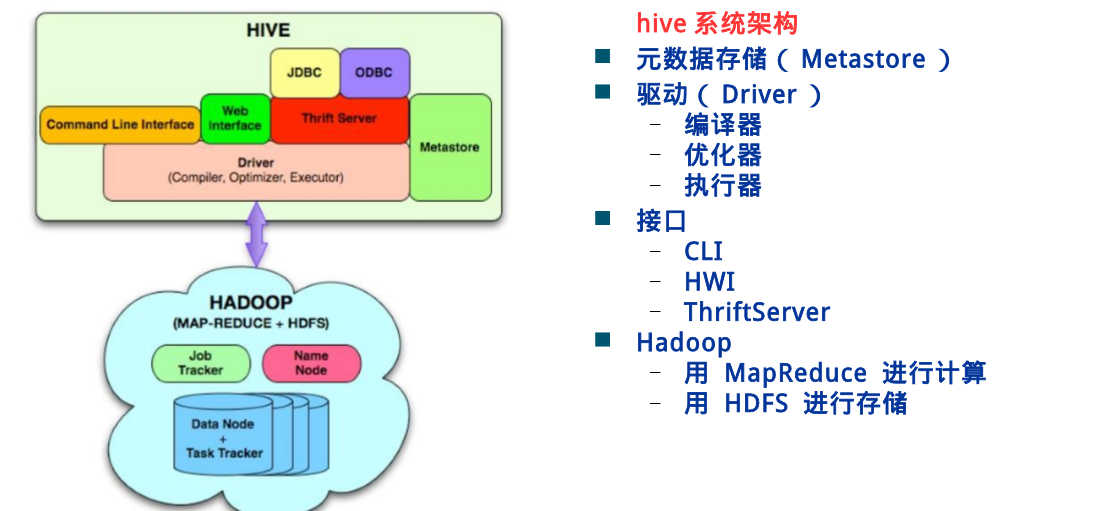 HIVE
JDBC
ODBC
Command Line Interface
Web
Interface
Thrift Server
Metastore
Driver
(Compiler, Optimizer, Executor)
HADOOP
(MAP-REDUCE + HDFS)
Job
Tracker
Name
Node
Data Node
+
Task Tracker
hive 系统架构
元数据存储（ Metastore ）
驱动（ Driver ）
– 编译器
– 优化器
– 执行器
接口
– CLI
– HWI
– ThriftServer
Hadoop
– 用 MapReduce 进行计算
– 用 HDFS 进行存储